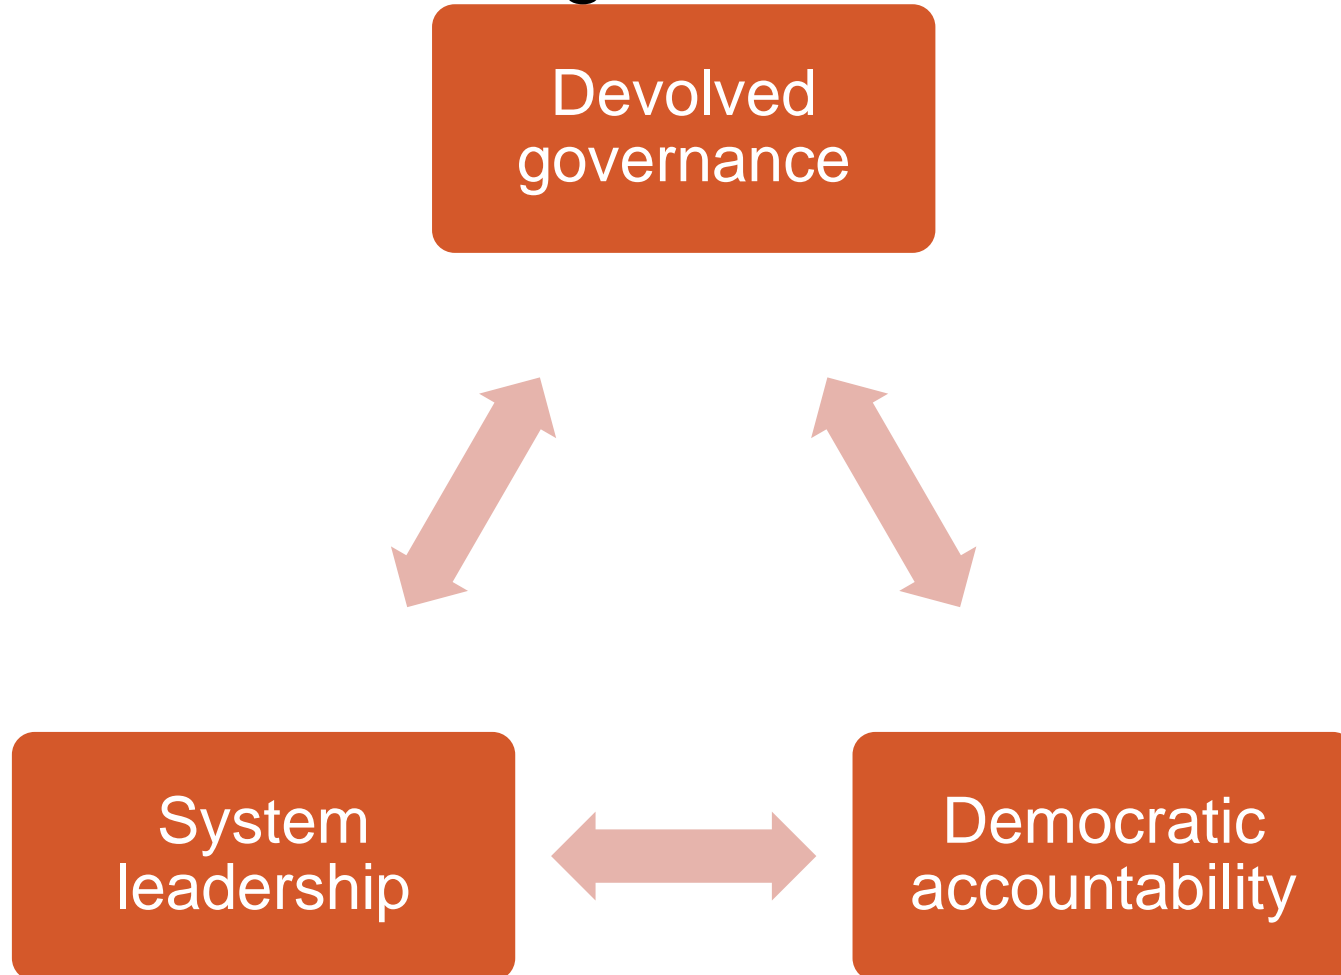 Devolved
governance
System
leadership
Democratic
accountability